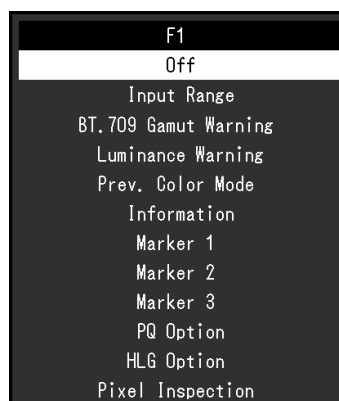 F1
Off
Input Range
BT.709 Gamut Warning
Luminance Warning
Prev. Color Mode
Information
Marker 1
Marker 2
Marker 3
PQ Option
HLG Option
Pixel Inspection